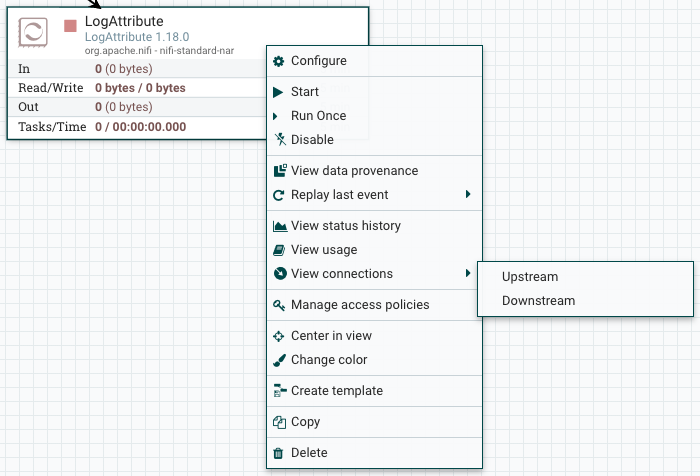 LogAttribute
LogAttribute 1.18.0
org.apache.nifi - nifi-standard-nar
In 0 (0 bytes)
Read/Write 0 bytes / 0 bytes
Out 0 (0 bytes)
Tasks/Time 0 / 00:00:00.000
Configure
Start
Run Once
Disable
View data provenance
Replay last event
View status history
View usage
View connections
Upstream
Downstream
Manage access policies
Center in view
Change color
Create template
Copy
Delete